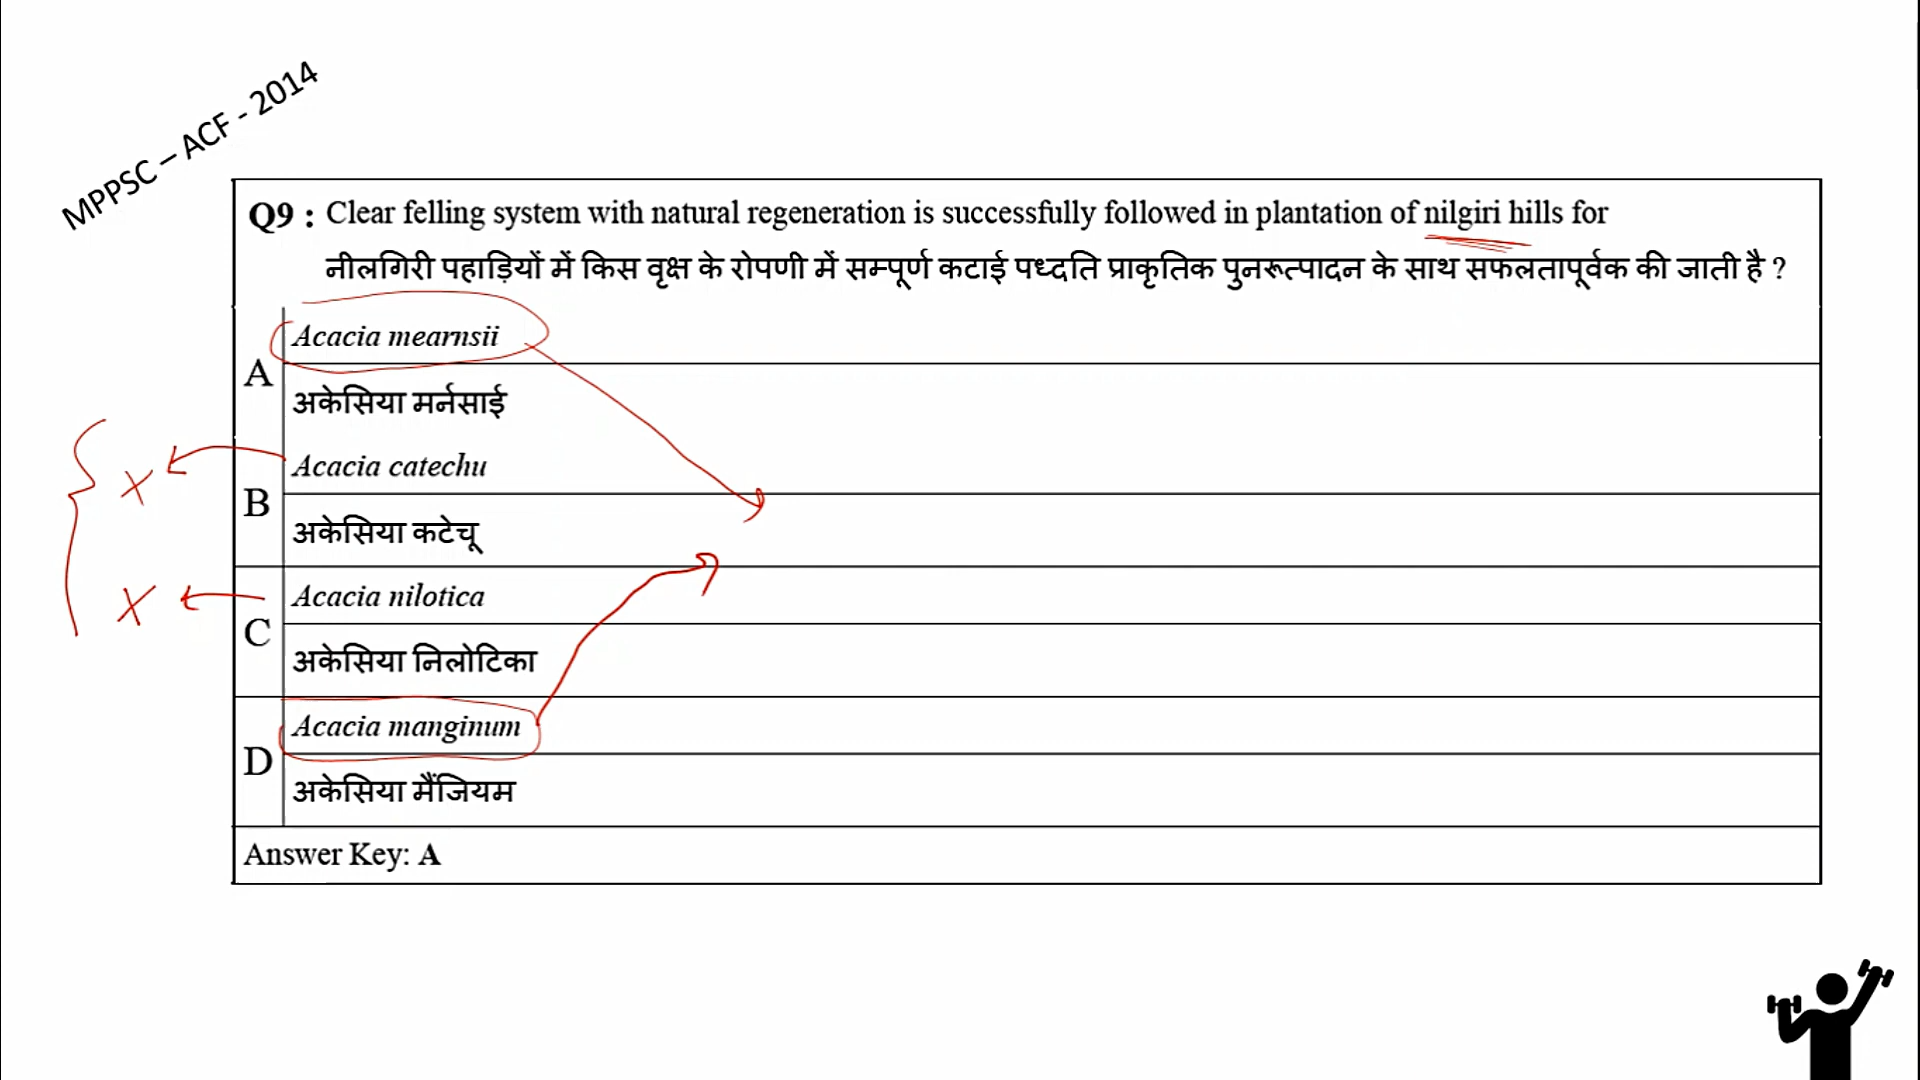 MPPSC – ACF - 2014
Q9 : Clear felling system with natural regeneration is successfully followed in plantation of nilgiri hills for
नीलगिरी पहाड़ियों में किस वृक्ष के रोपणी में सम्पूर्ण कटाई पध्दति प्राकृतिक पुनरूत्पादन के साथ सफलतापूर्वक की जाती है ?
A
Acacia mearnsii
अकेसिया मर्नसाई
B
Acacia catechu
अकेसिया कटेचू
C
Acacia nilotica
अकेसिया निलोटिका
D
Acacia manginum
अकेसिया मैंजियम
Answer Key: A
X
X